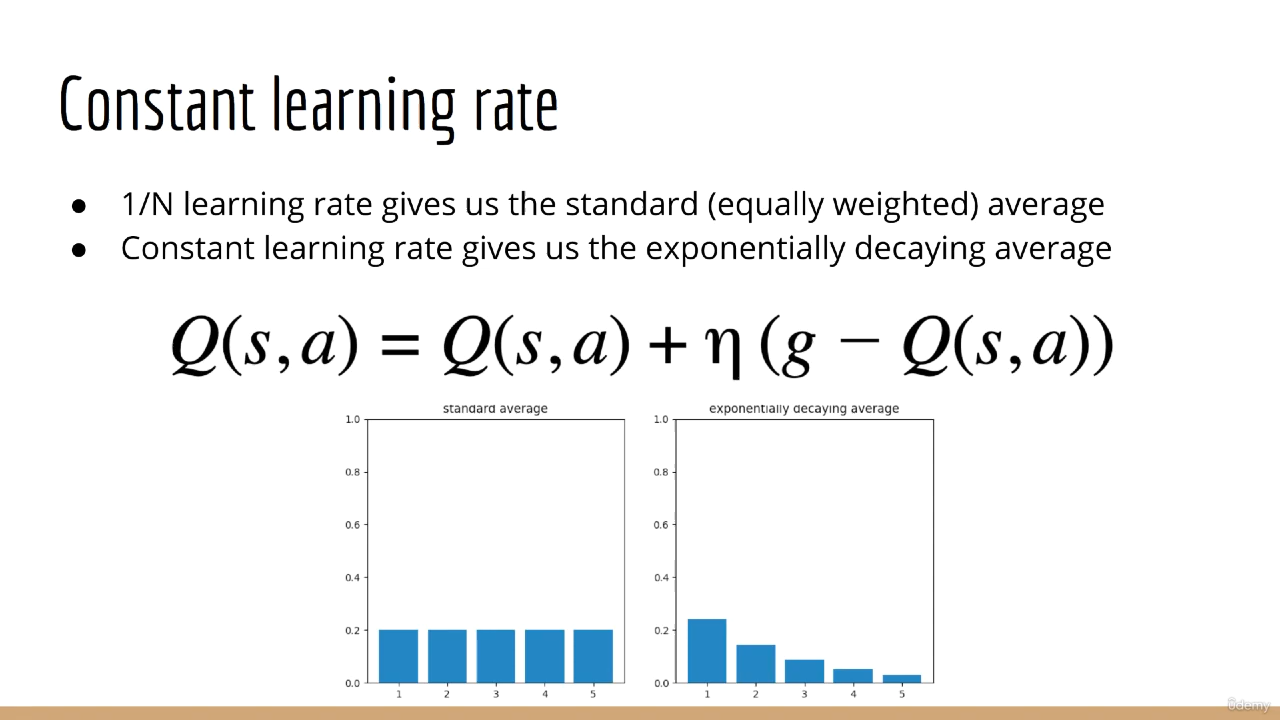 Constant learning rate
● 1/N learning rate gives us the standard (equally weighted) average
● Constant learning rate gives us the exponentially decaying average
Q(s, a) = Q(s, a) + η (g − Q(s, a))
standard average
1.0
0.8
0.6
0.4
0.2
0.0
1 2 3 4 5
exponentially decaying average
1.0
0.8
0.6
0.4
0.2
0.0
1 2 3 4 5
ûdemy